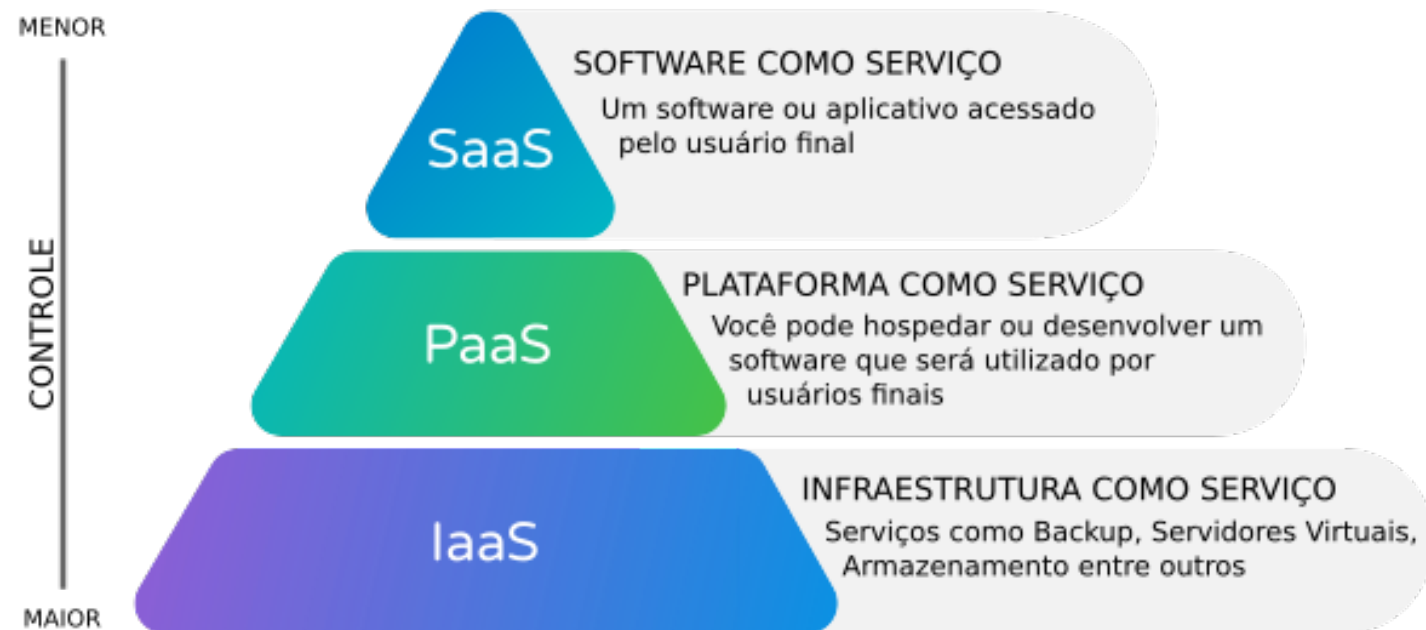 MENOR
SOFTWARE COMO SERVIÇO
Um software ou aplicativo acessado
pelo usuário final
SaaS
PLATAFORMA COMO SERVIÇO
Você pode hospedar ou desenvolver um
software que será utilizado por
usuários finais
PaaS
CONTROLE
INFRAESTRUTURA COMO SERVIÇO
Serviços como Backup, Servidores Virtuais,
Armazenamento entre outros
IaaS
MAIOR